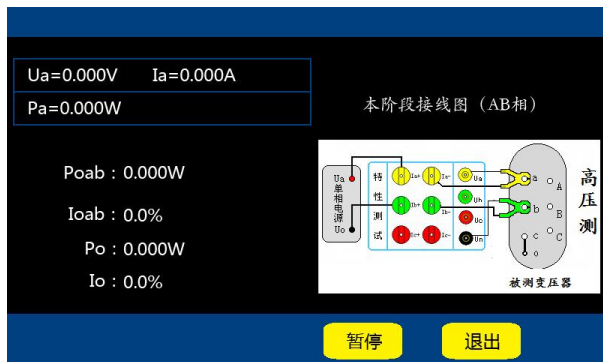 Ua=0.000V Ia=0.000A
Pa=0.000W
本阶段接线图（AB相）
Poab：0.000W
Ioab：0.0%
Po：0.000W
Io：0.0%
Ua
单相电源
Uo
特性测试
Ia+ Ia- Ua
Ib+ Ib- Ub
Ic+ Ic- Uc
Un
a A
b B
c C
o
高压测
被测变压器
暂停 退出